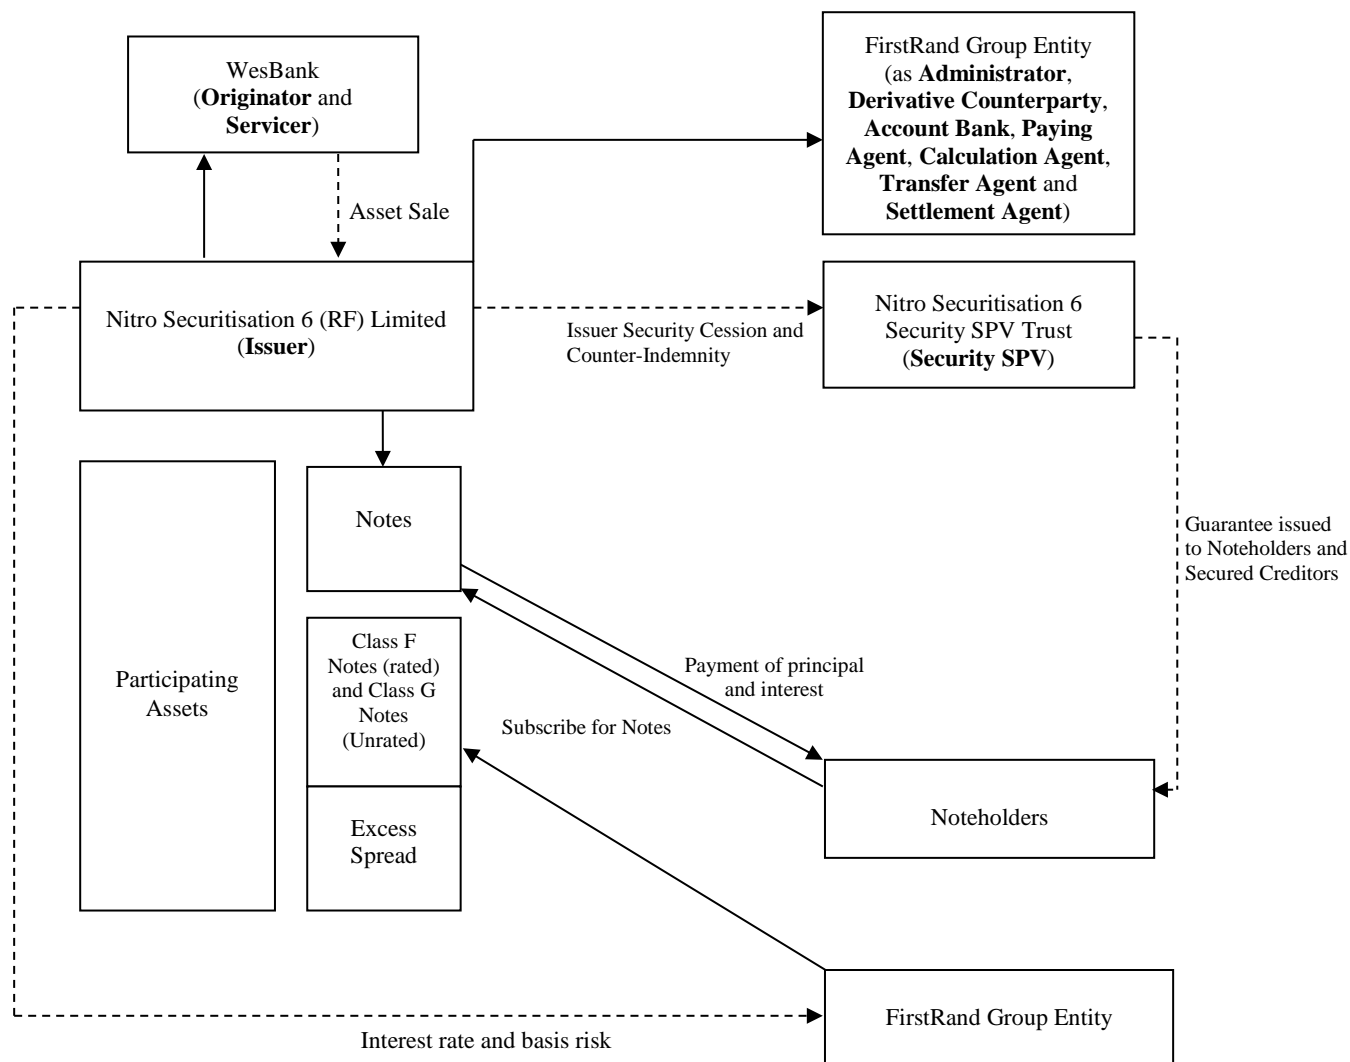 WesBank
(Originator and
Servicer)
FirstRand Group Entity
(as Administrator,
Derivative Counterparty,
Account Bank, Paying
Agent, Calculation Agent,
Transfer Agent and
Settlement Agent)
Asset Sale
Nitro Securitisation 6 (RF) Limited
(Issuer)
Issuer Security Cession and
Counter-Indemnity
Nitro Securitisation 6
Security SPV Trust
(Security SPV)
Notes
Guarantee issued
to Noteholders and
Secured Creditors
Participating
Assets
Class F
Notes (rated)
and Class G
Notes
(Unrated)
Payment of principal
and interest
Subscribe for Notes
Excess
Spread
Noteholders
FirstRand Group Entity
Interest rate and basis risk